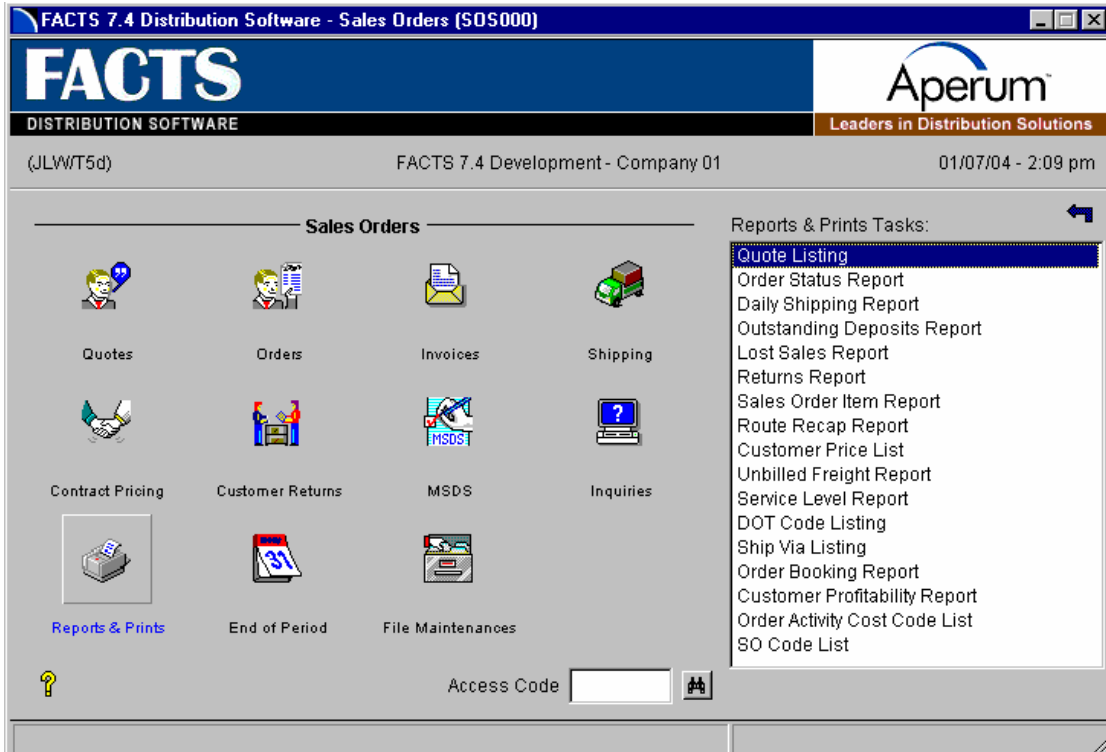 FACTS 7.4 Distribution Software - Sales Orders (SOS000)
FACTS
DISTRIBUTION SOFTWARE
Aperum™
Leaders in Distribution Solutions
(JLW/T5d)
FACTS 7.4 Development - Company 01
01/07/04 - 2:09 pm
Sales Orders
Quotes
Orders
Invoices
Shipping
MSDS
?
Contract Pricing
Customer Returns
MSDS
Inquiries
31
Reports & Prints
End of Period
File Maintenances
?
Access Code
Reports & Prints Tasks:
Quote Listing
Order Status Report
Daily Shipping Report
Outstanding Deposits Report
Lost Sales Report
Returns Report
Sales Order Item Report
Route Recap Report
Customer Price List
Unbilled Freight Report
Service Level Report
DOT Code Listing
Ship Via Listing
Order Booking Report
Customer Profitability Report
Order Activity Cost Code List
SO Code List